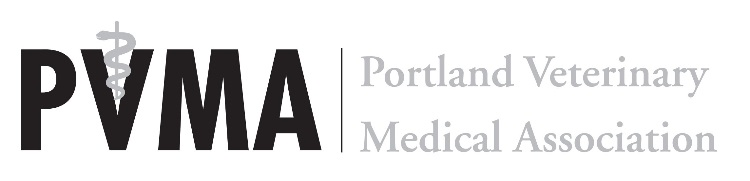 PVMA
Portland Veterinary
Medical Association